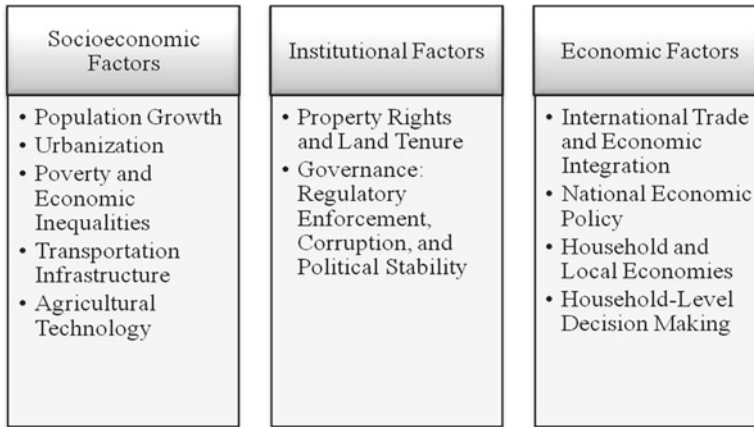 Socioeconomic
Factors
• Population Growth
• Urbanization
• Poverty and
Economic
Inequalities
• Transportation
Infrastructure
• Agricultural
Technology
Institutional Factors
• Property Rights
and Land Tenure
• Governance:
Regulatory
Enforcement,
Corruption, and
Political Stability
Economic Factors
• International Trade
and Economic
Integration
• National Economic
Policy
• Household and
Local Economies
• Household-Level
Decision Making